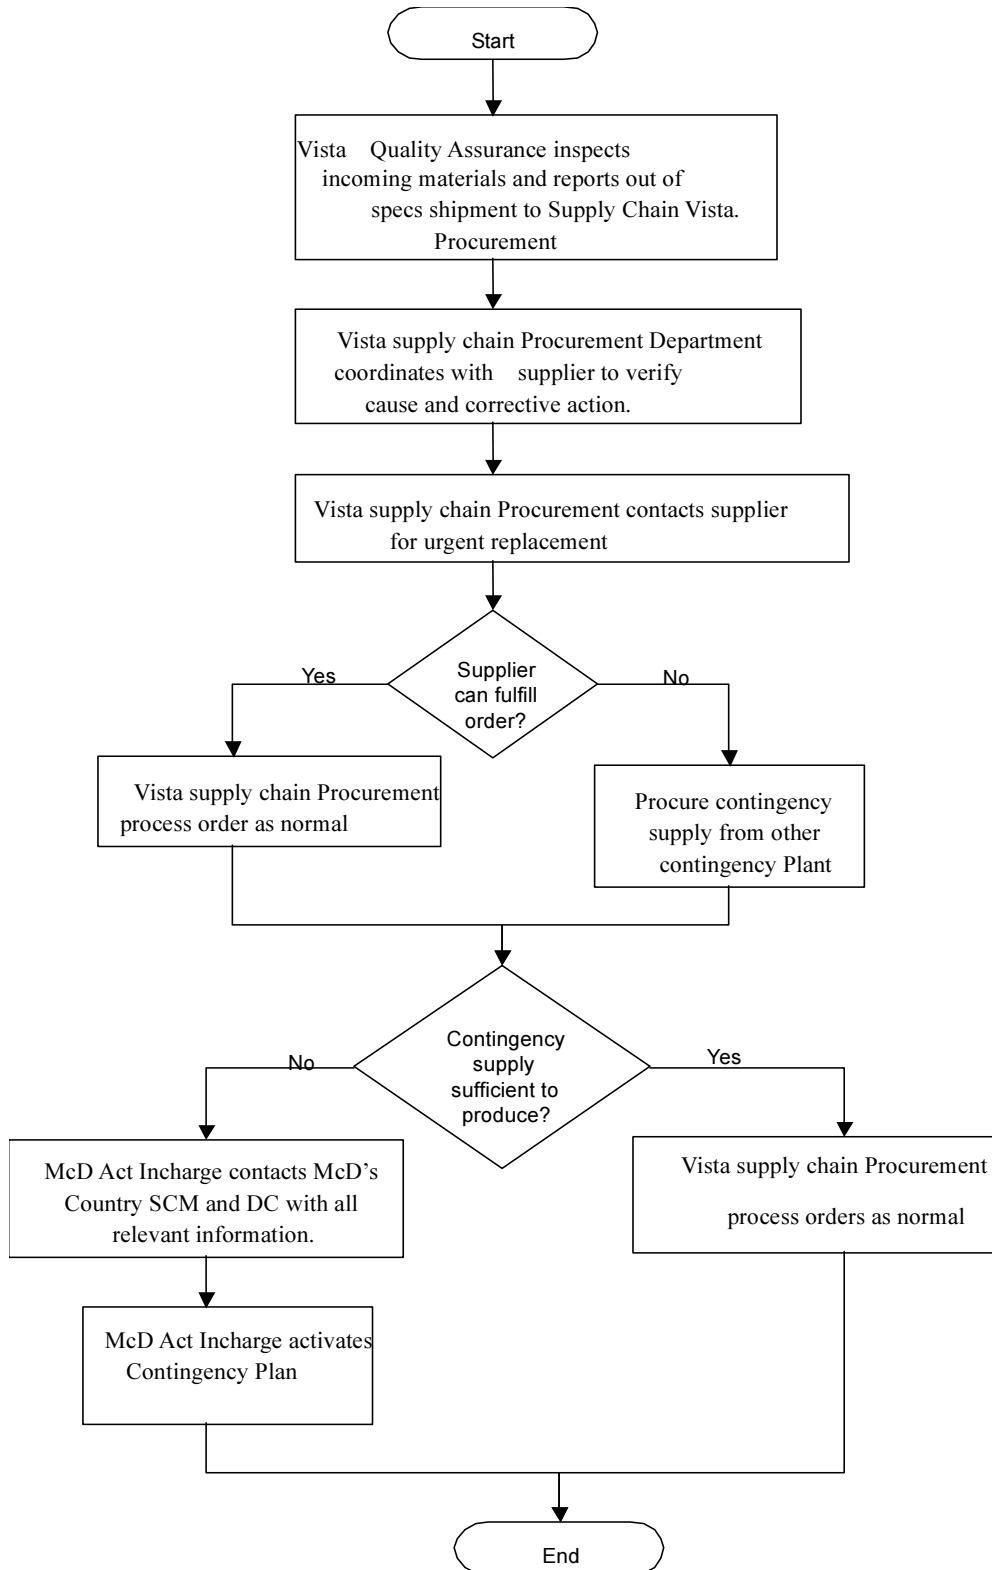 Start
Vista Quality Assurance inspects
incoming materials and reports out of
specs shipment to Supply Chain Vista.
Procurement
Vista supply chain Procurement Department
coordinates with supplier to verify
cause and corrective action.
Vista supply chain Procurement contacts supplier
for urgent replacement
Supplier
can fulfill
order?
Yes
No
Vista supply chain Procurement
process order as normal
Procure contingency
supply from other
contingency Plant
Contingency
supply
sufficient to
produce?
No
Yes
McD Act Incharge contacts McD’s
Country SCM and DC with all
relevant information.
Vista supply chain Procurement
process orders as normal
McD Act Incharge activates
Contingency Plan
End